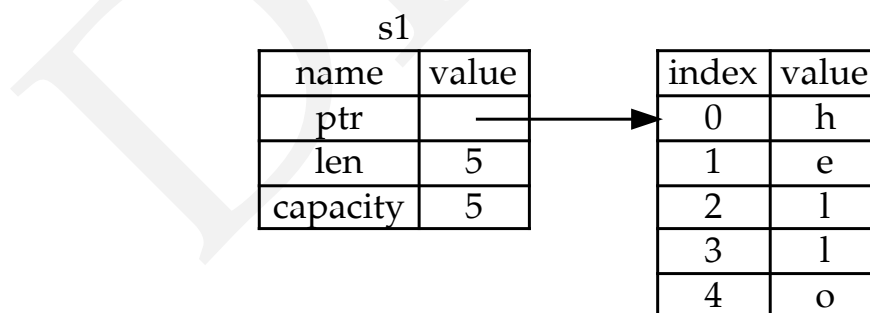 s1
name value
ptr
len 5
capacity 5
index value
0 h
1 e
2 l
3 l
4 o